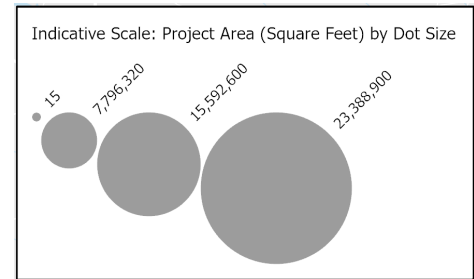 Indicative Scale: Project Area (Square Feet) by Dot Size
15
7,796,320
15,592,600
23,388,900